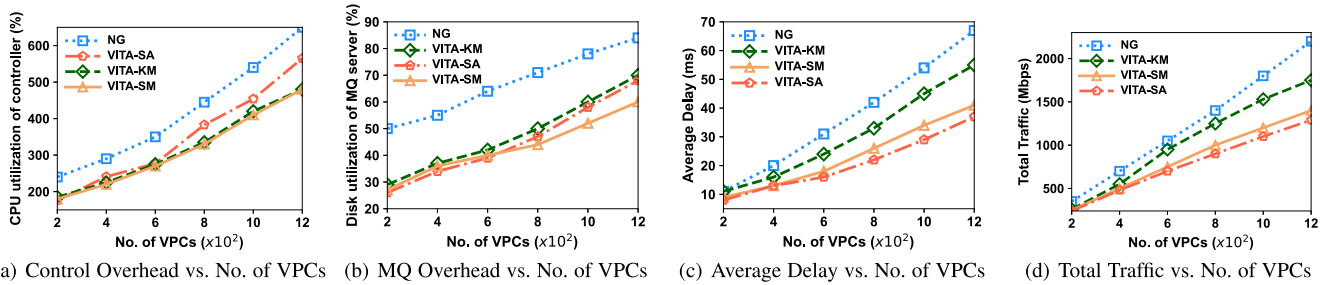 CPU utilization of controller (%)
600
500
400
300
200
NG
VITA-SA
VITA-KM
VITA-SM
2 4 6 8 10 12
No. of VPCs (x10²)
a) Control Overhead vs. No. of VPCs
Disk utilization of MQ server (%)
90
80
70
60
50
40
30
20
NG
VITA-KM
VITA-SA
VITA-SM
2 4 6 8 10 12
No. of VPCs (x10²)
(b) MQ Overhead vs. No. of VPCs
Average Delay (ms)
70
60
50
40
30
20
10
NG
VITA-KM
VITA-SM
VITA-SA
2 4 6 8 10 12
No. of VPCs (x10²)
(c) Average Delay vs. No. of VPCs
Total Traffic (Mbps)
2000
1500
1000
500
NG
VITA-KM
VITA-SM
VITA-SA
2 4 6 8 10 12
No. of VPCs (x10²)
(d) Total Traffic vs. No. of VPCs